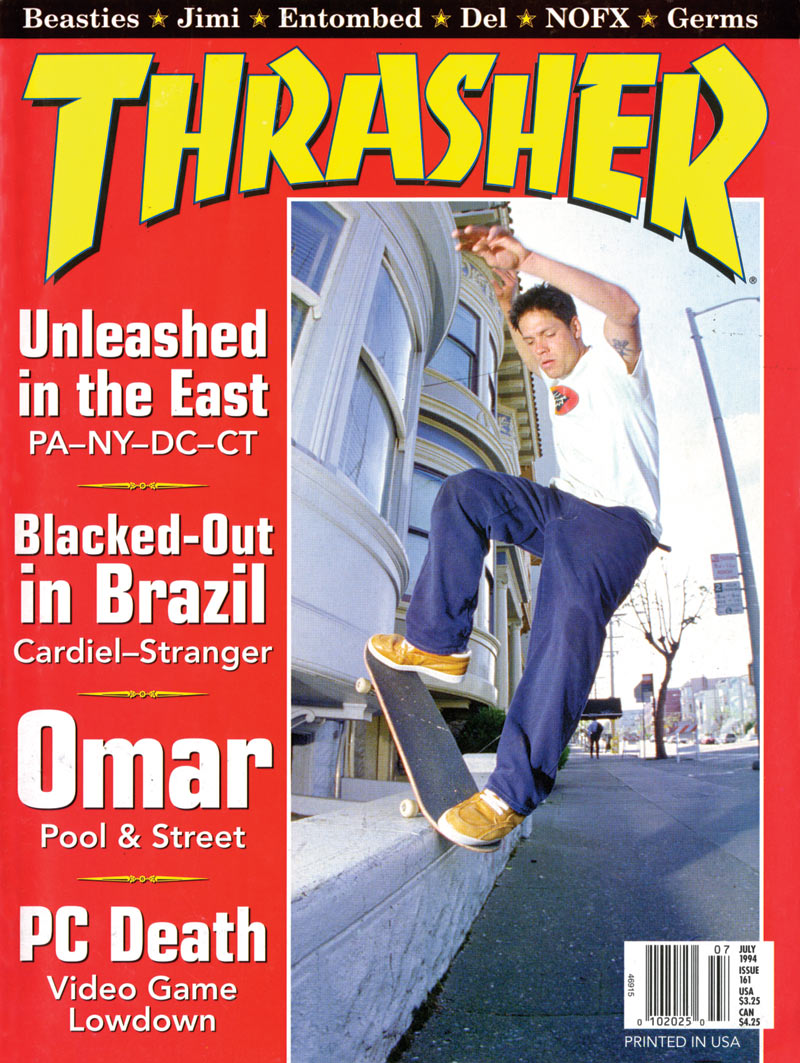 Beasties ★ Jimi ★ Entombed ★ Del ★ NOFX ★ Germs
THRASHER
®
Unleashed
in the East
PA–NY–DC–CT
Blacked-Out
in Brazil
Cardiel–Stranger
Omar
Pool & Street
PC Death
Video Game
Lowdown
07
JULY
1994
ISSUE
161
USA
$3.25
CAN
$4.25
46915
0 102025 0
PRINTED IN USA